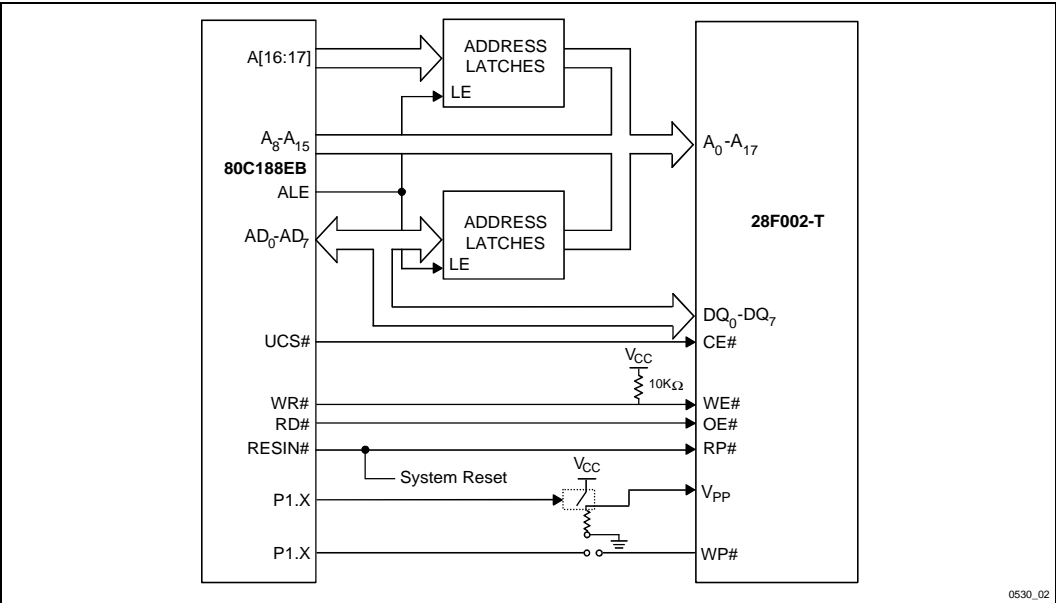 A[16:17]
ADDRESS
LATCHES
LE
A8-A15
A0-A17
80C188EB
ALE
ADDRESS
LATCHES
28F002-T
AD0-AD7
LE
DQ0-DQ7
UCS#
CE#
VCC
10KΩ
WR#
WE#
RD#
OE#
RESIN#
RP#
System Reset
VCC
P1.X
VPP
P1.X
WP#
0530_02